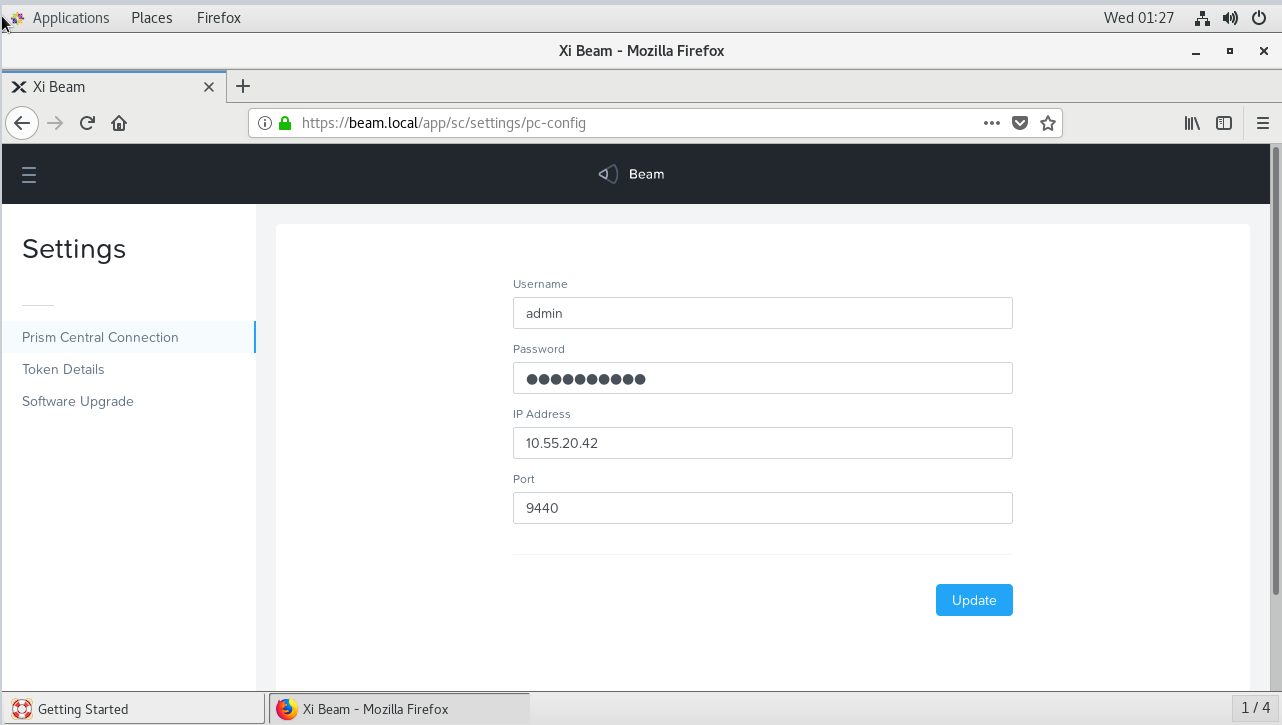 Applications Places Firefox Wed 01:27
Xi Beam - Mozilla Firefox
Xi Beam
https://beam.local/app/sc/settings/pc-config
Beam
Settings
Prism Central Connection
Token Details
Software Upgrade
Username
admin
Password
●●●●●●●●●●
IP Address
10.55.20.42
Port
9440
Update
Getting Started Xi Beam - Mozilla Firefox 1 / 4